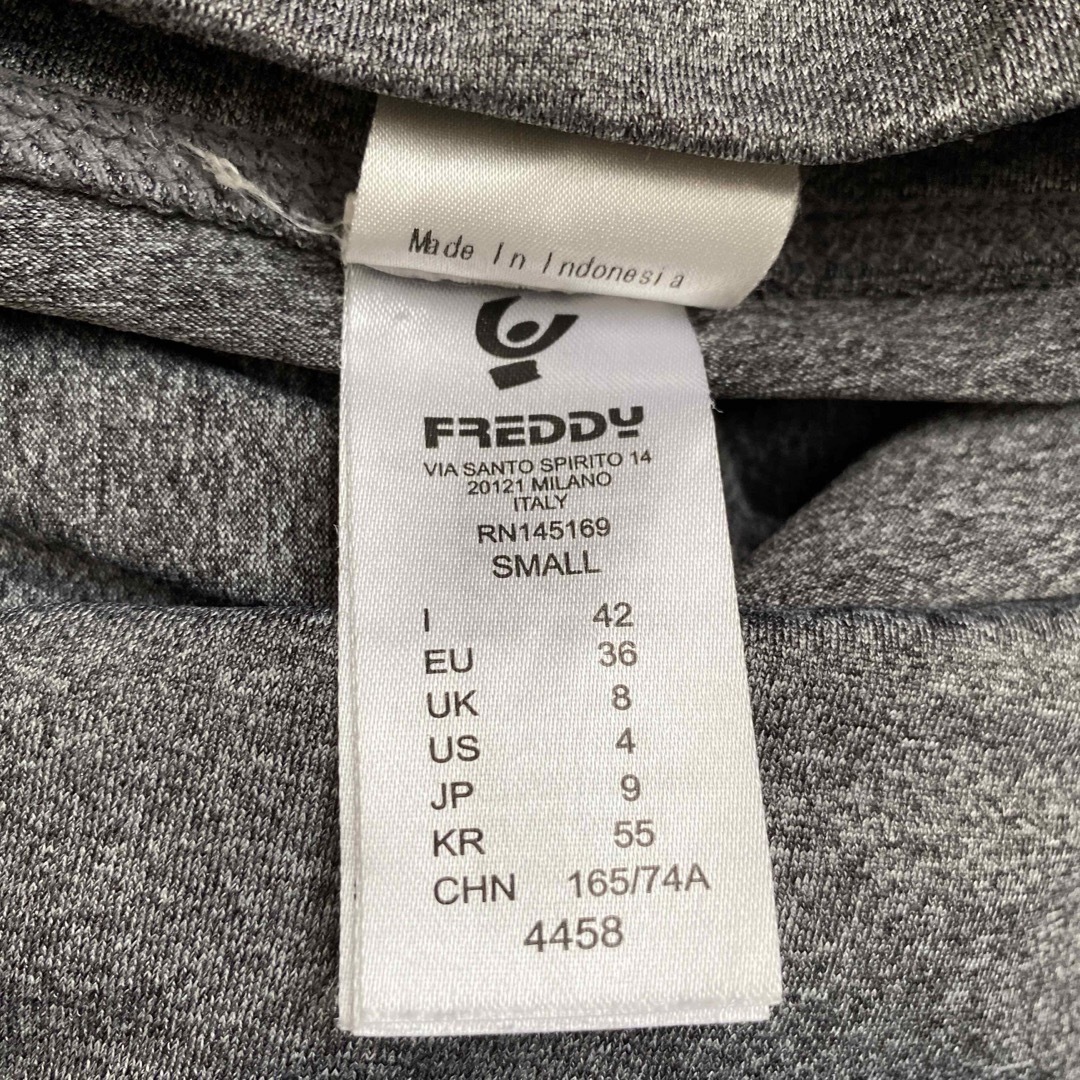 Made In Indonesia
FREDDY
VIA SANTO SPIRITO 14
20121 MILANO
ITALY
RN145169
SMALL
I 42
EU 36
UK 8
US 4
JP 9
KR 55
CHN 165/74A
4458